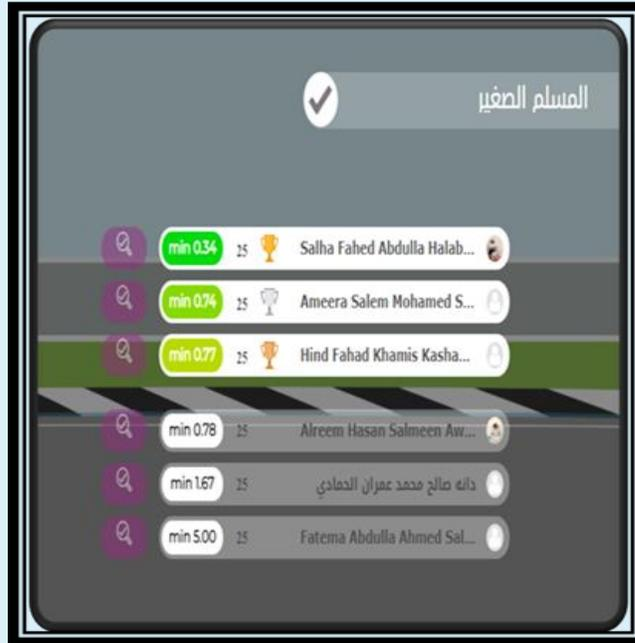 المسلم الصغير
Salha Fahed Abdulla Halab... 25 min 0.34
Ameera Salem Mohamed S... 25 min 0.74
Hind Fahad Khamis Kasha... 25 min 0.77
Alreem Hasan Salmeen Aw... 25 min 0.78
دانه صالح محمد عمران الحمادي 25 min 1.67
Fatema Abdulla Ahmed Sal... 25 min 5.00